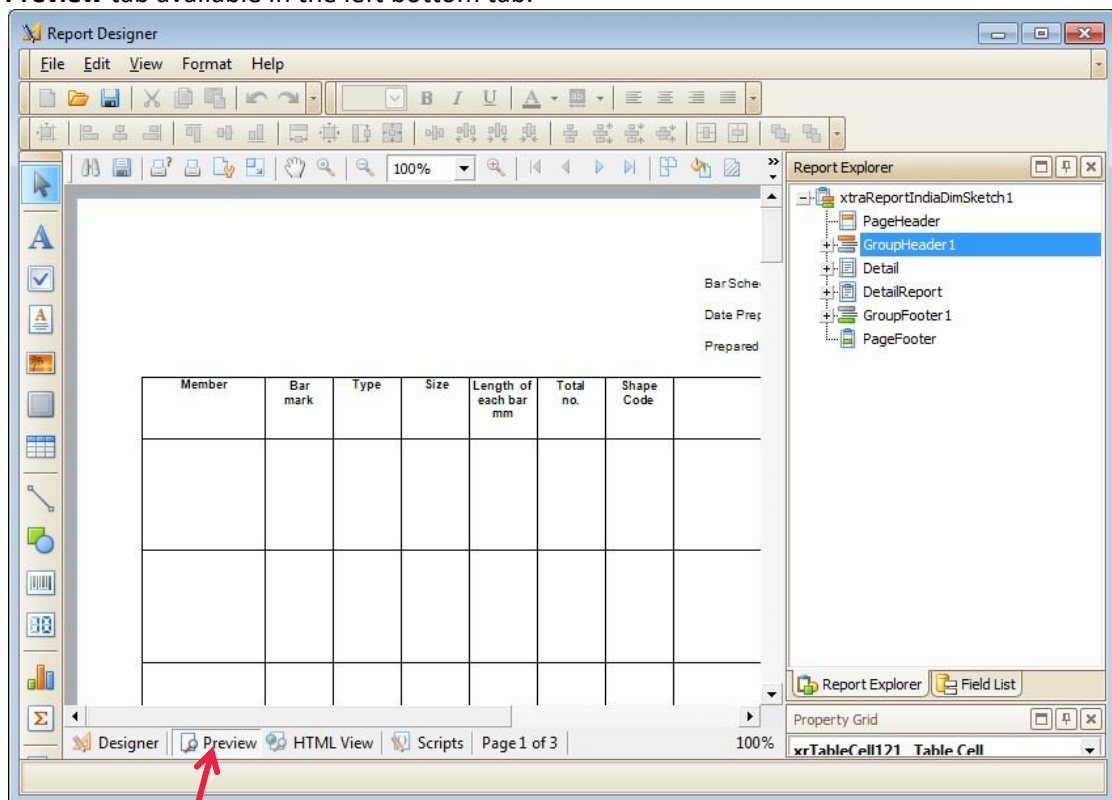 Preview tab available in the left bottom tab.
Report Designer
File Edit View Format Help
B I U A
100%
Report Explorer
xtraReportIndiaDimSketch1
PageHeader
GroupHeader1
Detail
DetailReport
GroupFooter1
PageFooter
Bar Sche
Date Prep
Prepared
Member Bar mark Type Size Length of each bar mm Total no. Shape Code
Report Explorer Field List
Property Grid
Designer Preview HTML View Scripts Page 1 of 3 100%
xrTableCell121 Table Cell